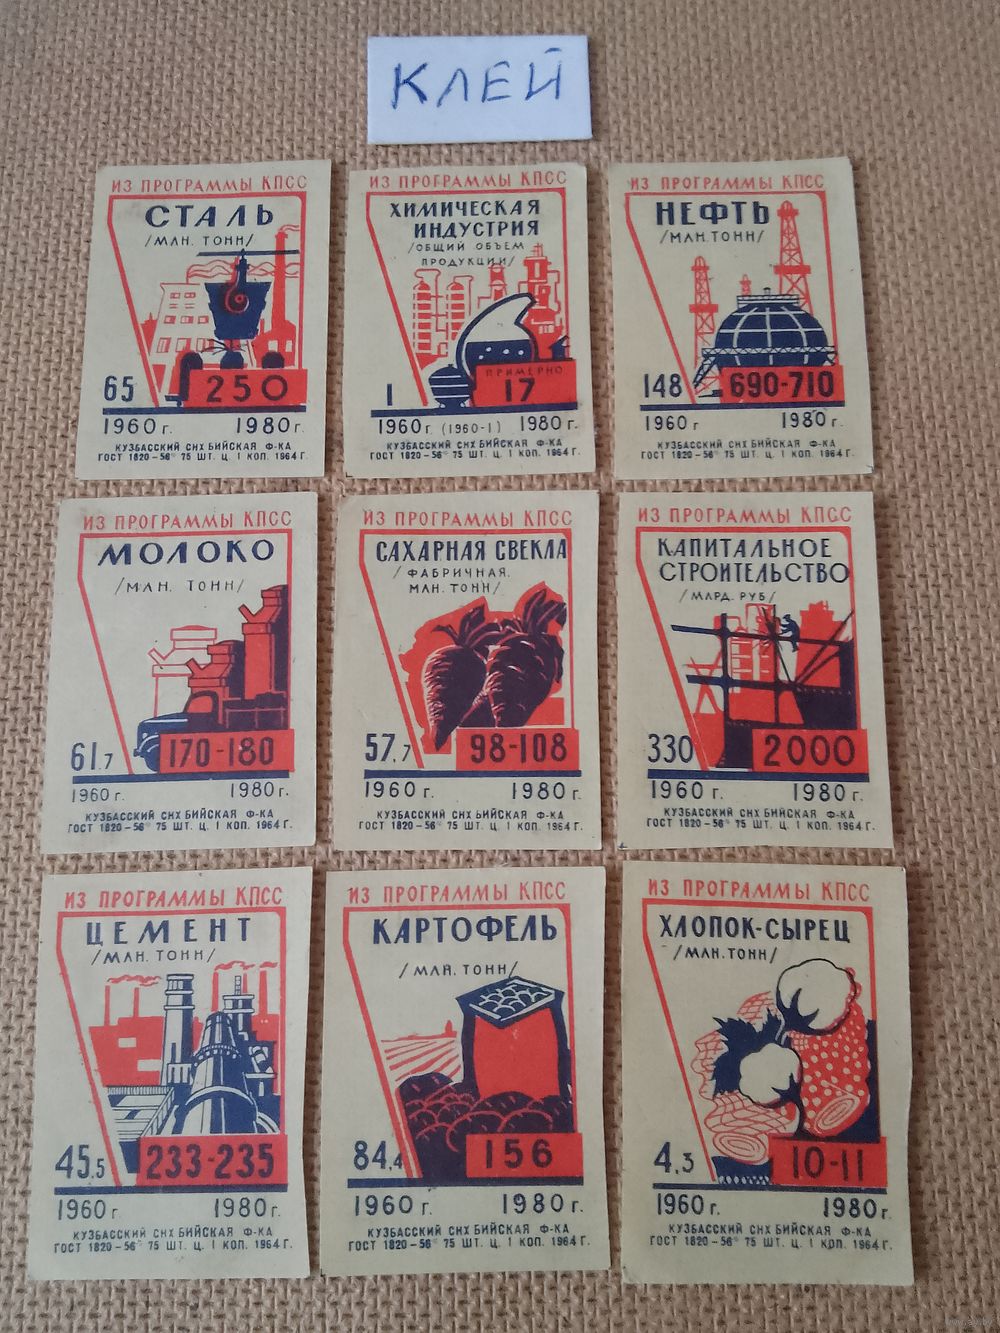 КЛЕЙ
ИЗ ПРОГРАММЫ КПСС
СТАЛЬ
/МЛН. ТОНН/
65
250
1960 г.
1980 г.
КУЗБАССКИЙ СНХ БИЙСКАЯ Ф-КА
ГОСТ 1820-56° 75 ШТ. Ц. 1 КОП. 1964 Г.
ИЗ ПРОГРАММЫ КПСС
ХИМИЧЕСКАЯ
ИНДУСТРИЯ
/ОБЩИЙ ОБЪЕМ
ПРОДУКЦИИ/
ПРИМЕРНО
1
17
1960 г. (1960-1)
1980 г.
КУЗБАССКИЙ СНХ БИЙСКАЯ Ф-КА
ГОСТ 1820-56° 75 ШТ. Ц. 1 КОП. 1964 Г.
ИЗ ПРОГРАММЫ КПСС
НЕФТЬ
/МЛН. ТОНН/
148
690-710
1960 г
1980 г.
КУЗБАССКИЙ СНХ БИЙСКАЯ Ф-КА
ГОСТ 1820-56° 75 ШТ. Ц. 1 КОП. 1964 Г.
ИЗ ПРОГРАММЫ КПСС
МОЛОКО
/МЛН. ТОНН/
61.7
170-180
1960 г.
1980 г.
КУЗБАССКИЙ СНХ БИЙСКАЯ Ф-КА
ГОСТ 1820-56° 75 ШТ. Ц. 1 КОП. 1964 Г.
ИЗ ПРОГРАММЫ КПСС
САХАРНАЯ СВЕКЛА
/ФАБРИЧНАЯ.
МЛН. ТОНН/
57,7
98-108
1960 г.
1980 г.
КУЗБАССКИЙ СНХ БИЙСКАЯ Ф-КА
ГОСТ 1820-56° 75 ШТ. Ц. 1 КОП. 1964 Г.
ИЗ ПРОГРАММЫ КПСС
КАПИТАЛЬНОЕ
СТРОИТЕЛЬСТВО
/МЛРД. РУБ/
330
2000
1960 г.
1980 г.
КУЗБАССКИЙ СНХ БИЙСКАЯ Ф-КА
ГОСТ 1820-56° 75 ШТ. Ц. 1 КОП. 1964 Г.
ИЗ ПРОГРАММЫ КПСС
ЦЕМЕНТ
/МЛН. ТОНН/
45.5
233-235
1960 г.
1980 г.
КУЗБАССКИЙ СНХ БИЙСКАЯ Ф-КА
ГОСТ 1820-56° 75 ШТ. Ц. 1 КОП. 1964 Г.
ИЗ ПРОГРАММЫ КПСС
КАРТОФЕЛЬ
/МЛН. ТОНН/
84,4
156
1960 г.
1980 г.
КУЗБАССКИЙ СНХ БИЙСКАЯ Ф-КА
ГОСТ 1820-56° 75 ШТ. Ц. 1 КОП. 1964 Г.
ИЗ ПРОГРАММЫ КПСС
ХЛОПОК-СЫРЕЦ
/МЛН. ТОНН/
4,3
10-11
1960 г.
1980 г.
КУЗБАССКИЙ СНХ БИЙСКАЯ Ф-КА
ГОСТ 1820-56° 75 ШТ. Ц. 1 КОП. 1964 Г.